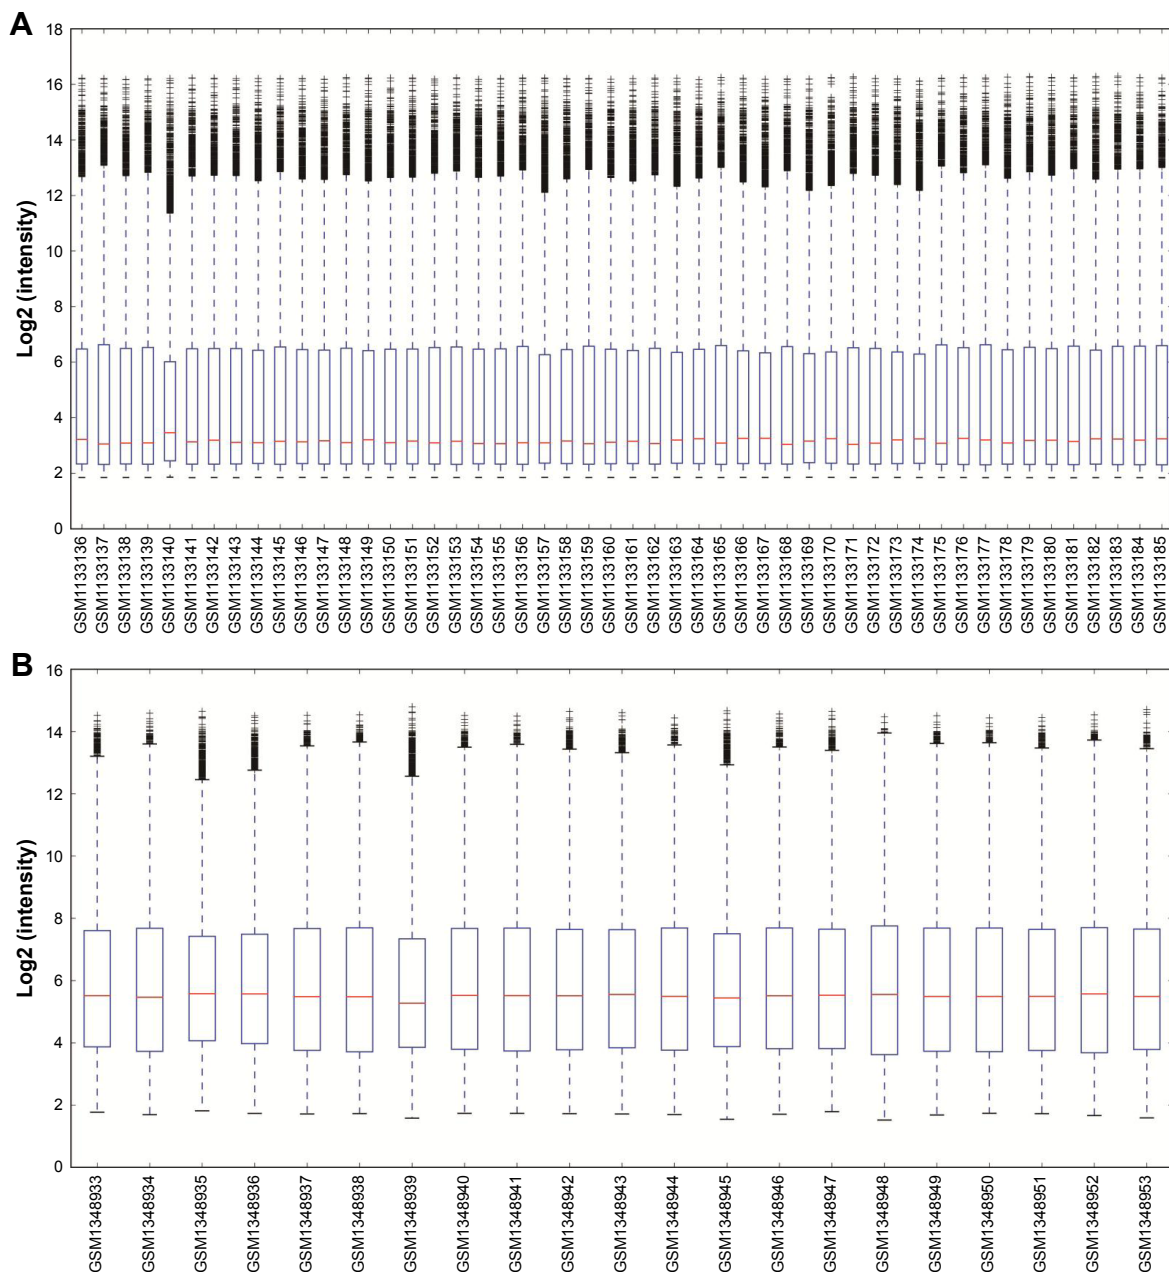 A
18
16
14
12
10
8
6
4
2
0
Log2 (intensity)
GSM1133136
GSM1133137
GSM1133138
GSM1133139
GSM1133140
GSM1133141
GSM1133142
GSM1133143
GSM1133144
GSM1133145
GSM1133146
GSM1133147
GSM1133148
GSM1133149
GSM1133150
GSM1133151
GSM1133152
GSM1133153
GSM1133154
GSM1133155
GSM1133156
GSM1133157
GSM1133158
GSM1133159
GSM1133160
GSM1133161
GSM1133162
GSM1133163
GSM1133164
GSM1133165
GSM1133166
GSM1133167
GSM1133168
GSM1133169
GSM1133170
GSM1133171
GSM1133172
GSM1133173
GSM1133174
GSM1133175
GSM1133176
GSM1133177
GSM1133178
GSM1133179
GSM1133180
GSM1133181
GSM1133182
GSM1133183
GSM1133184
GSM1133185
B
16
14
12
10
8
6
4
2
0
Log2 (intensity)
GSM1348933
GSM1348934
GSM1348935
GSM1348936
GSM1348937
GSM1348938
GSM1348939
GSM1348940
GSM1348941
GSM1348942
GSM1348943
GSM1348944
GSM1348945
GSM1348946
GSM1348947
GSM1348948
GSM1348949
GSM1348950
GSM1348951
GSM1348952
GSM1348953